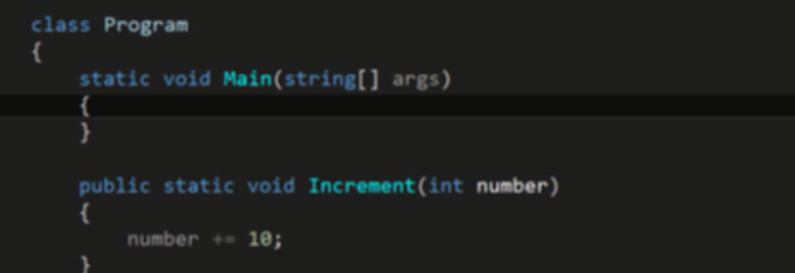 class Program
{
static void Main(string[] args)
{
}
public static void Increment(int number)
{
number += 10;
}